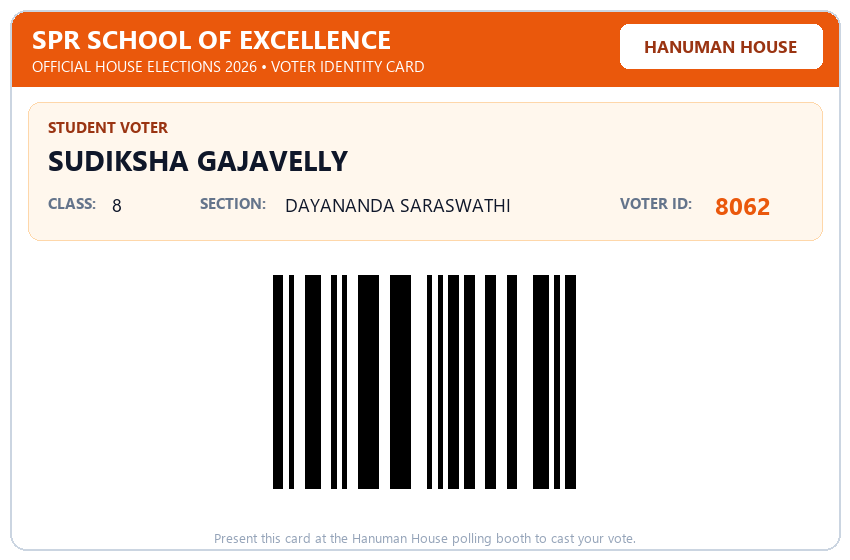 SPR SCHOOL OF EXCELLENCE
OFFICIAL HOUSE ELECTIONS 2026 • VOTER IDENTITY CARD
HANUMAN HOUSE
STUDENT VOTER
SUDIKSHA GAJAVELLY
CLASS: 8 SECTION: DAYANANDA SARASWATHI VOTER ID: 8062
Present this card at the Hanuman House polling booth to cast your vote.